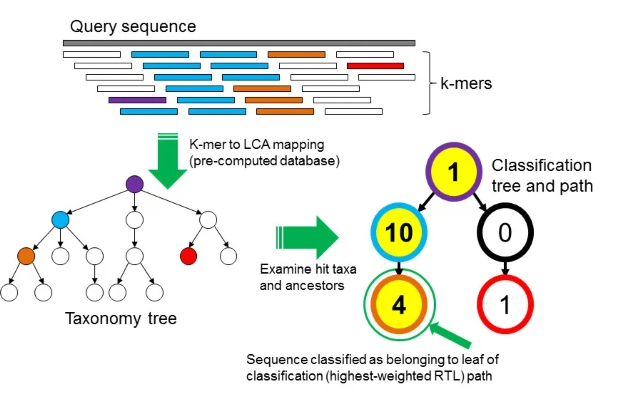 Query sequence
k-mers
K-mer to LCA mapping
(pre-computed database)
Classification
tree and path
1
10
0
4
1
Examine hit taxa
and ancestors
Taxonomy tree
Sequence classified as belonging to leaf of
classification (highest-weighted RTL) path